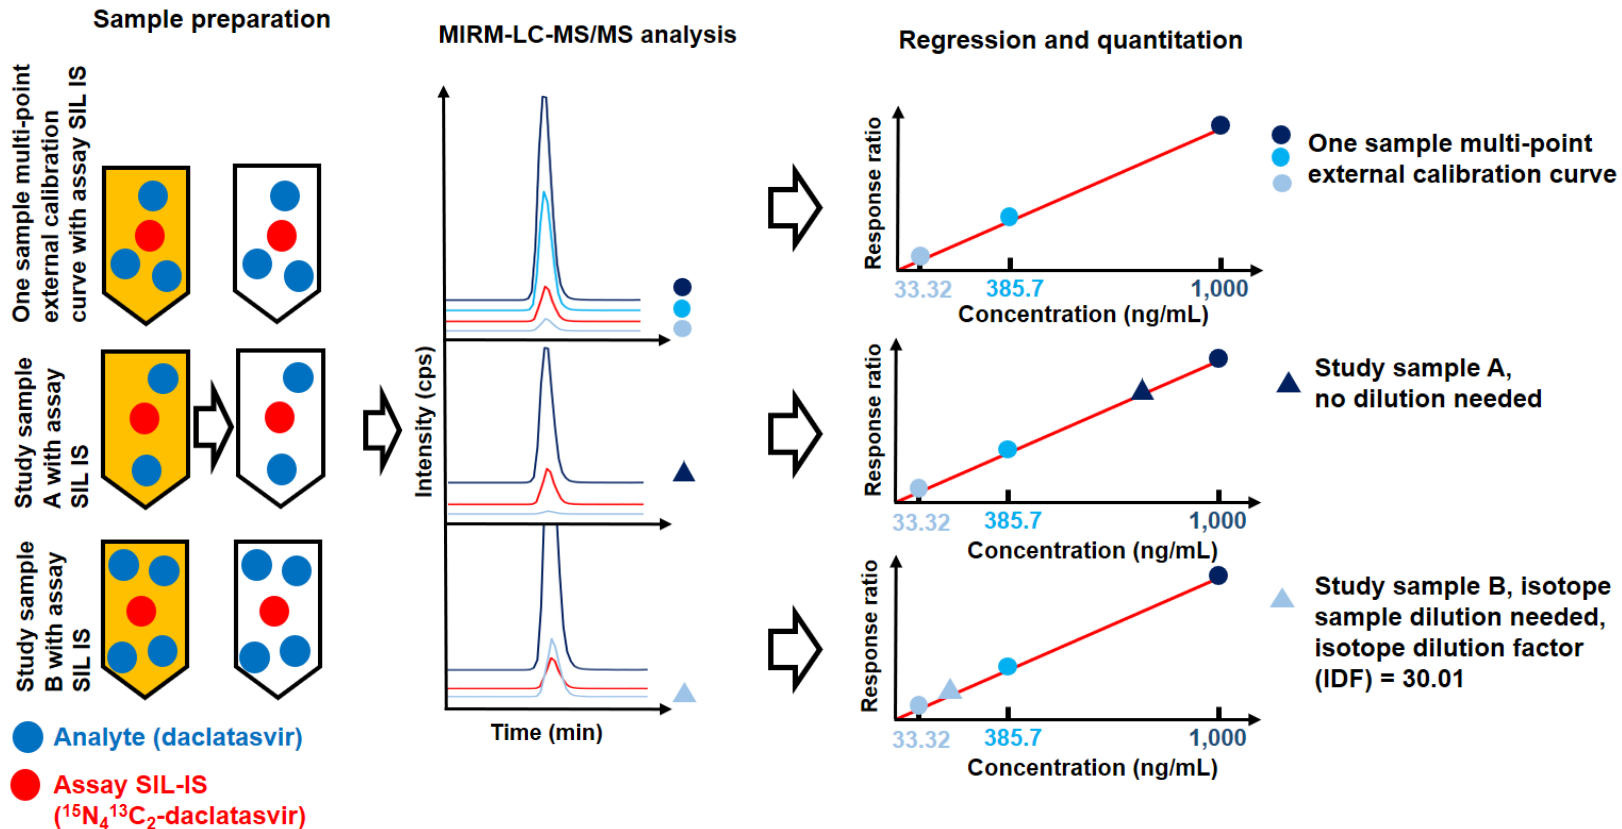 Sample preparation
MIRM-LC-MS/MS analysis
Regression and quantitation
One sample multi-point
external calibration
curve with assay SIL IS
Study sample
A with assay
SIL IS
Study sample
B with assay
SIL IS
Analyte (daclatasvir)
Assay SIL-IS
(¹⁵N₄¹³C₂-daclatasvir)
Intensity (cps)
Time (min)
Response ratio
33.32
385.7
1,000
Concentration (ng/mL)
One sample multi-point
external calibration curve
Response ratio
33.32
385.7
1,000
Concentration (ng/mL)
Study sample A,
no dilution needed
Response ratio
33.32
385.7
1,000
Concentration (ng/mL)
Study sample B, isotope
sample dilution needed,
isotope dilution factor
(IDF) = 30.01